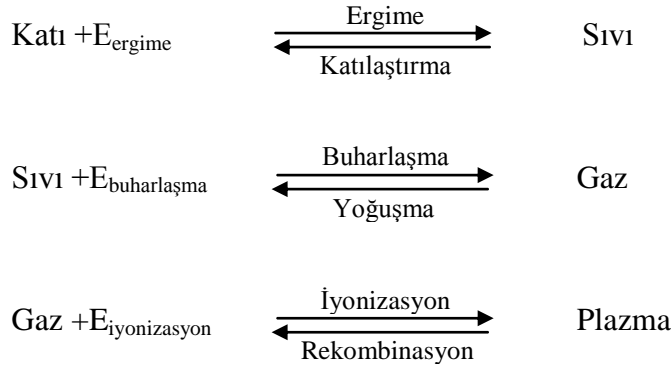 Ergime
Katı +Eergime Sıvı
Katılaştırma
Buharlaşma
Sıvı +Ebuharlaşma Gaz
Yoğuşma
İyonizasyon
Gaz +Eiyonizasyon Plazma
Rekombinasyon